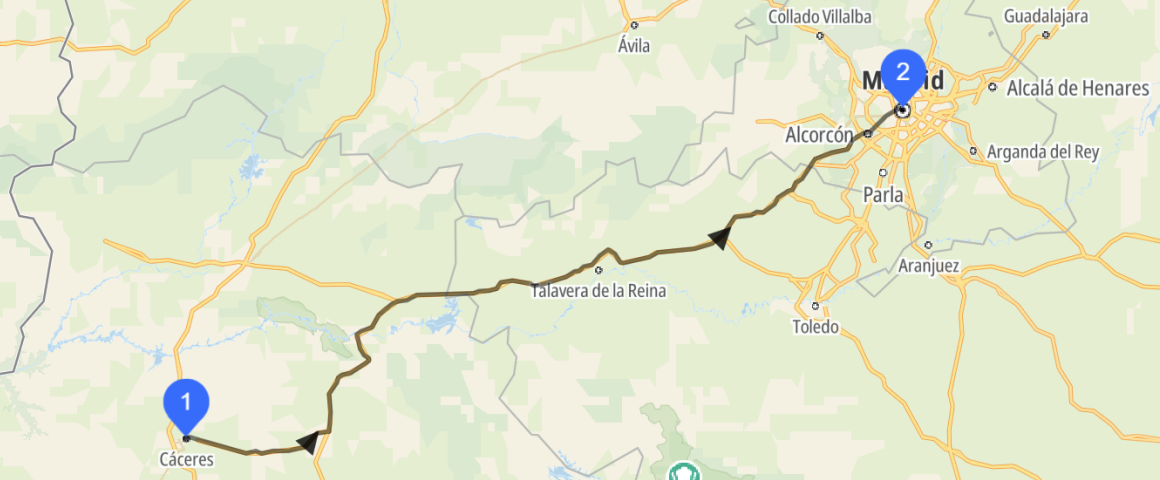 Collado Villalba
Guadalajara
Ávila
2
Alcalá de Henares
Alcorcón
Arganda del Rey
Parla
Aranjuez
Talavera de la Reina
Toledo
1
Cáceres